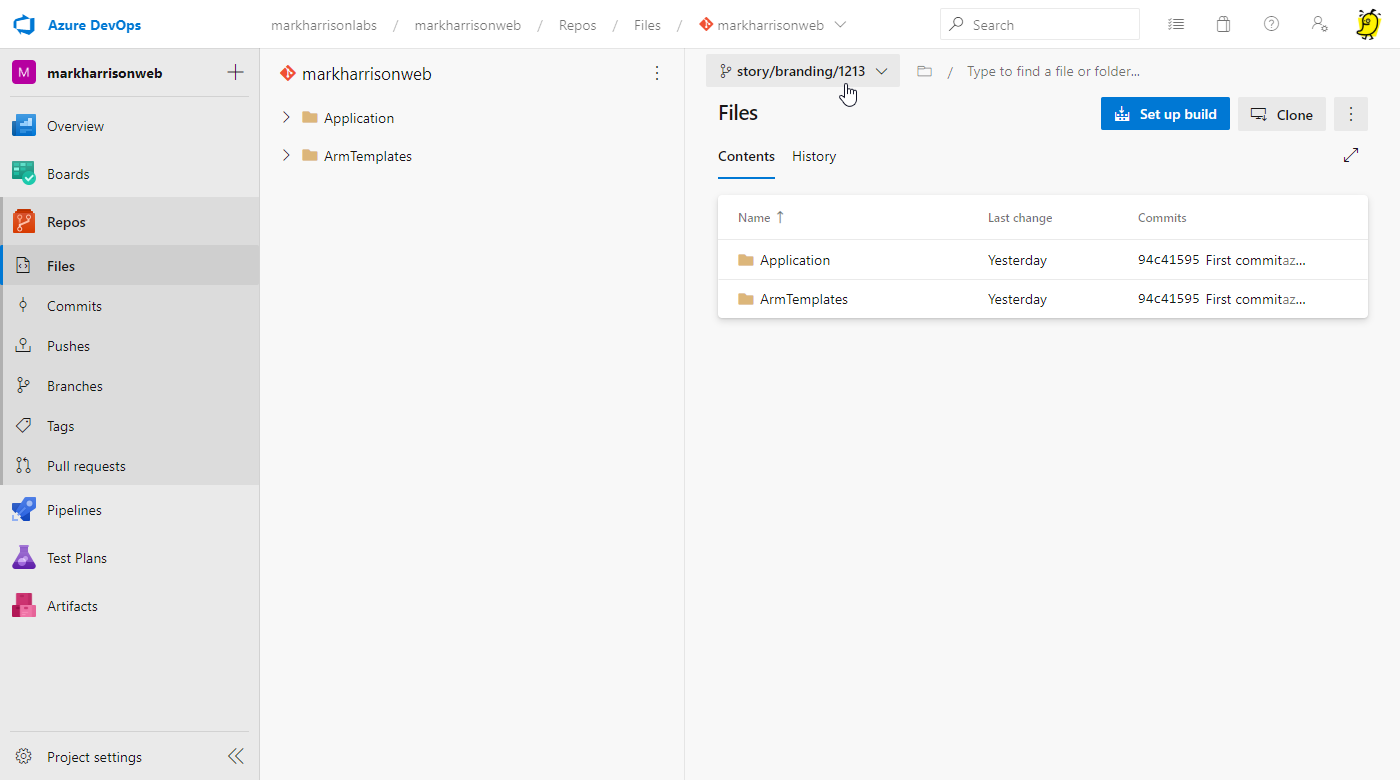 Azure DevOps
markharrisonlabs / markharrisonweb / Repos / Files / markharrisonweb
Search
M markharrisonweb
Overview
Boards
Repos
Files
Commits
Pushes
Branches
Tags
Pull requests
Pipelines
Test Plans
Artifacts
Project settings
markharrisonweb
Application
ArmTemplates
story/branding/1213 / Type to find a file or folder...
Files
Set up build
Clone
Contents
History
Name ↑ Last change Commits
Application Yesterday 94c41595 First commitaz...
ArmTemplates Yesterday 94c41595 First commitaz...